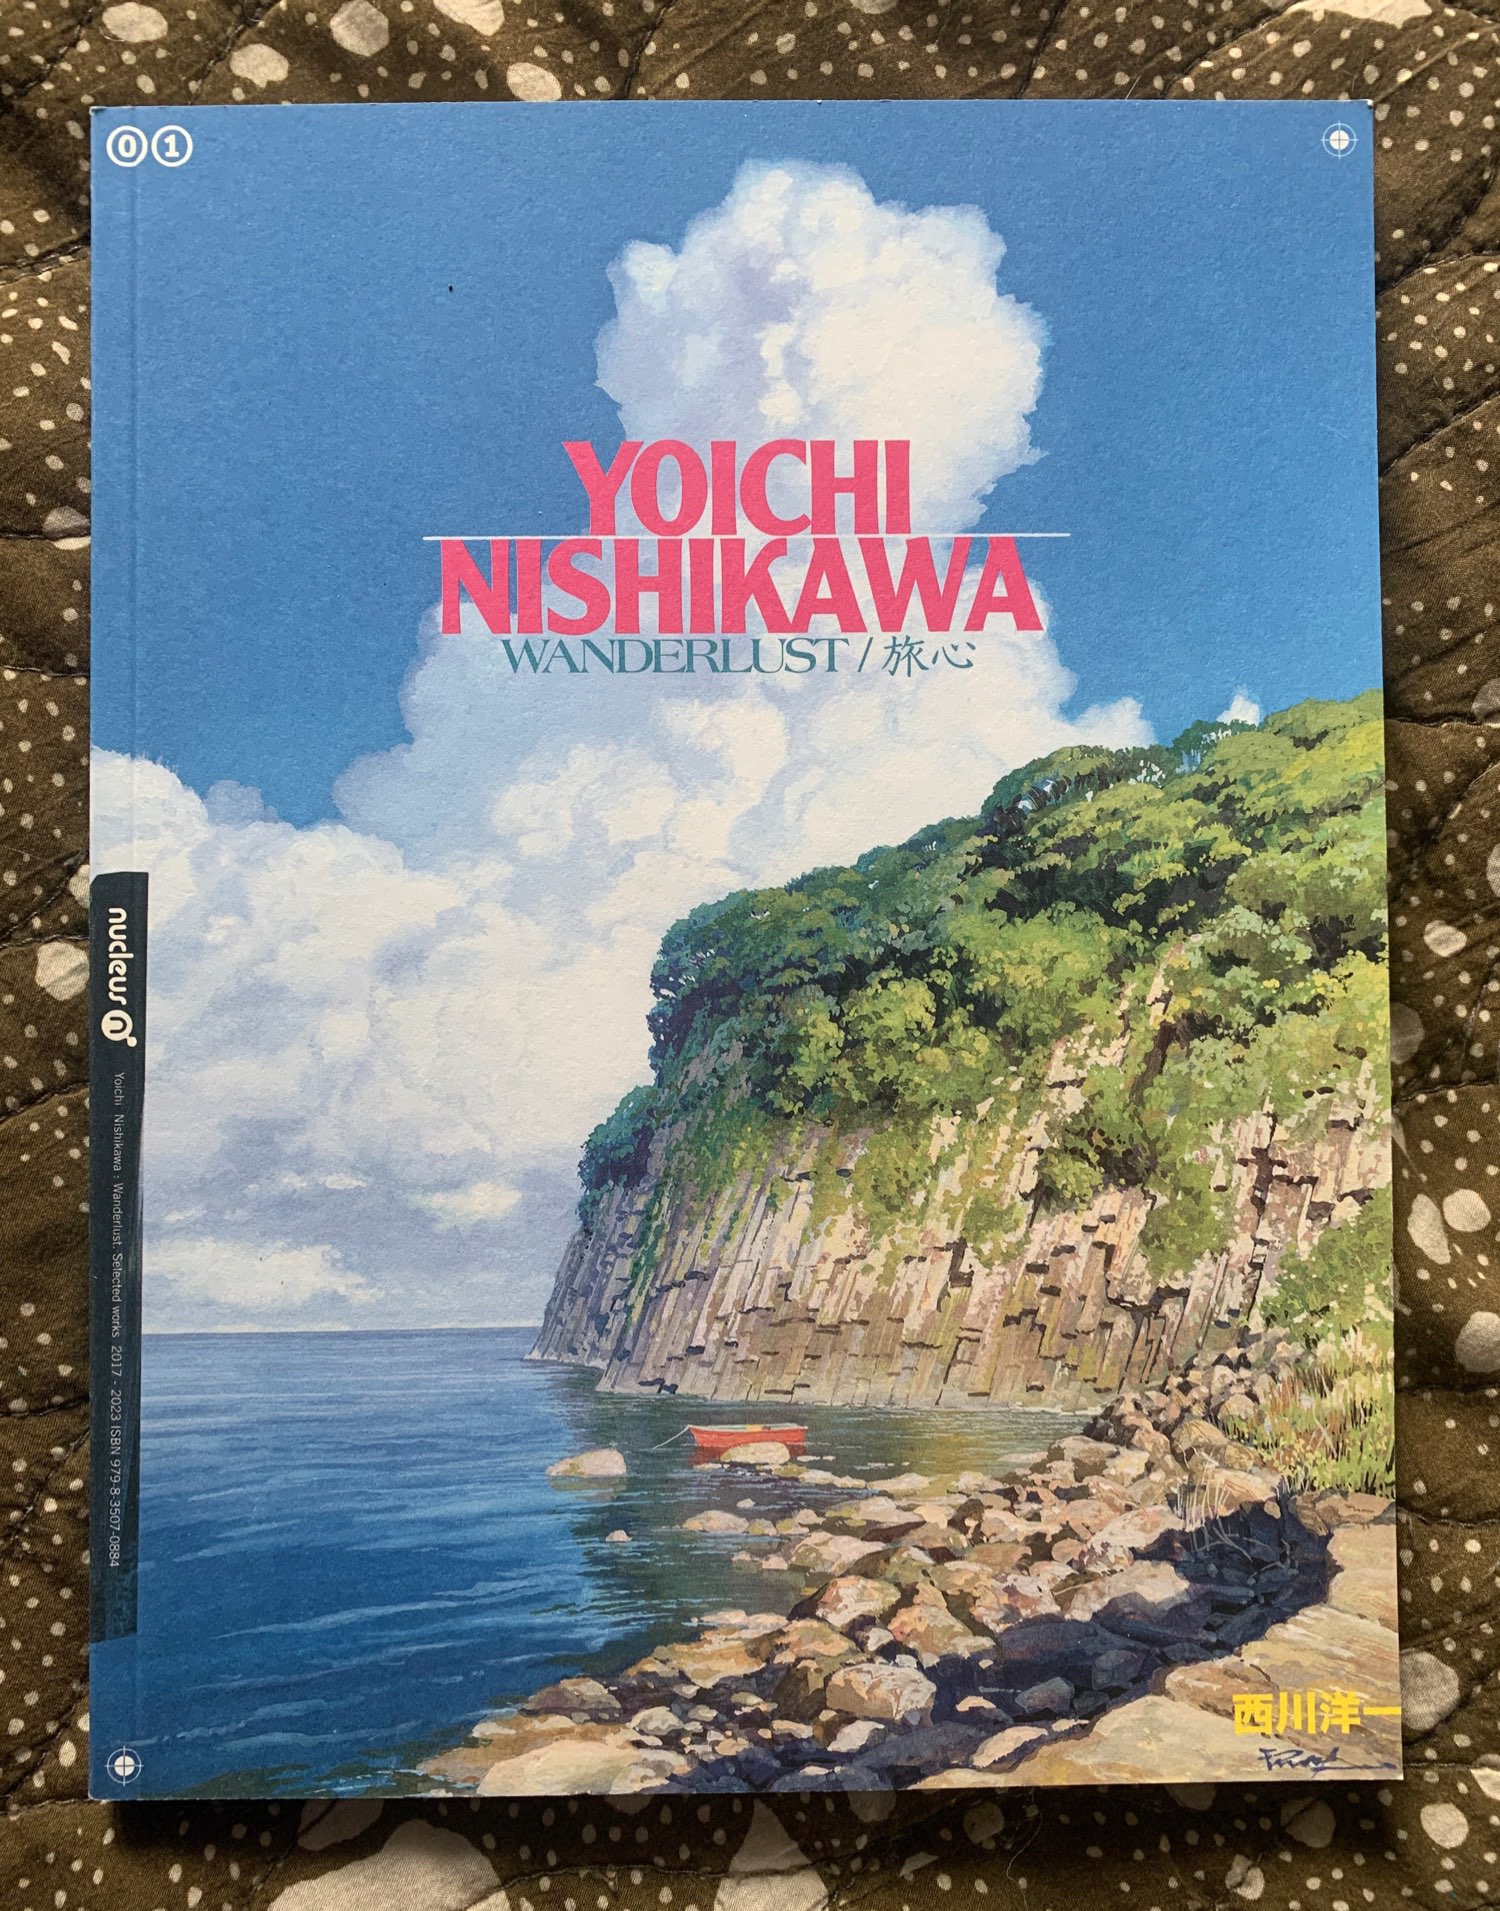 01
YOICHI
NISHIKAWA
WANDERLUST / 旅心
nucleus
Yoichi Nishikawa : Wanderlust. Selected works 2017 - 2023 ISBN 979-8-3507-0884
西川洋一